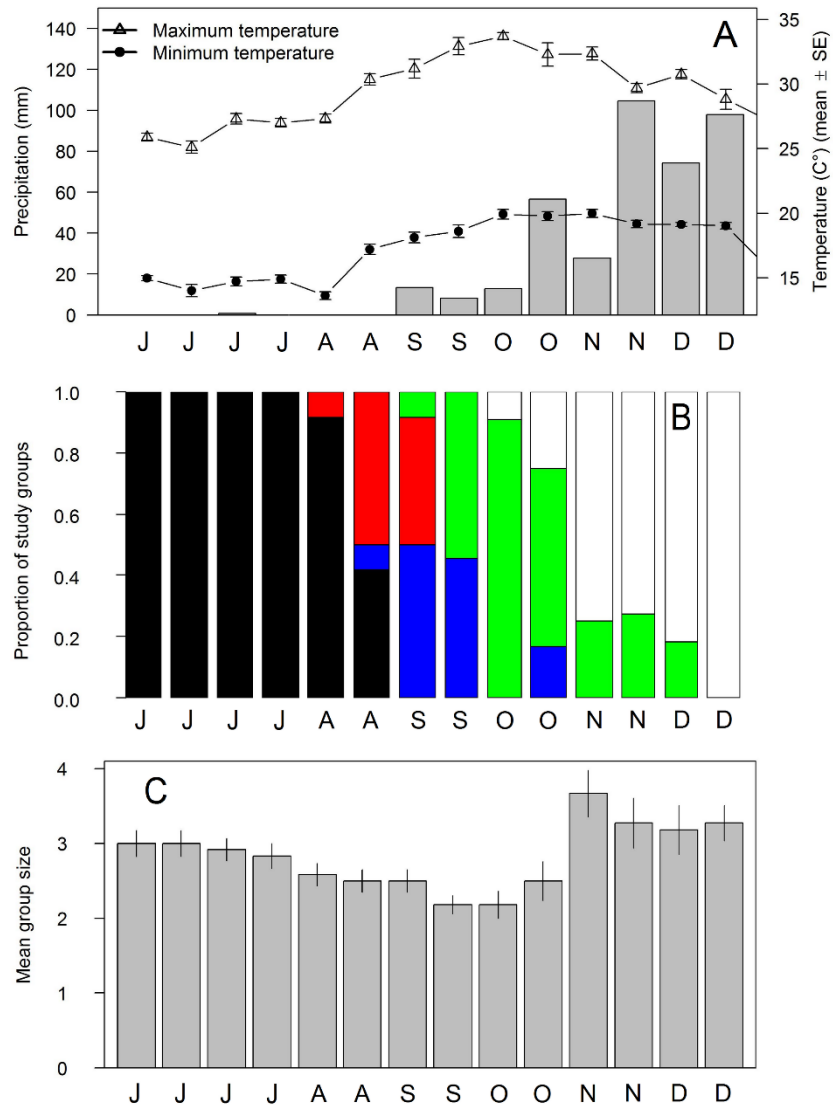 Maximum temperature
Minimum temperature
A
Precipitation (mm)
140
120
100
80
60
40
20
0
35
30
25
20
15
Temperature (C°) (mean ± SE)
J J J J A A S S O O N N D D
B
Proportion of study groups
1.0
0.8
0.6
0.4
0.2
0.0
J J J J A A S S O O N N D D
C
Mean group size
4
3
2
1
0
J J J J A A S S O O N N D D